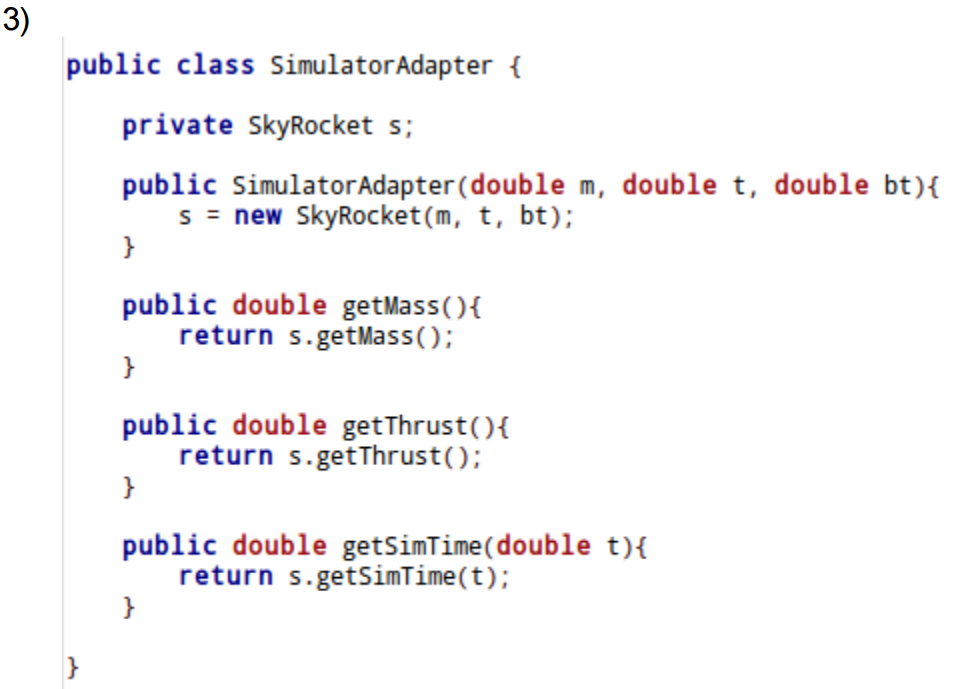 3)
public class SimulatorAdapter {
private SkyRocket s;
public SimulatorAdapter(double m, double t, double bt){
s = new SkyRocket(m, t, bt);
}
public double getMass(){
return s.getMass();
}
public double getThrust(){
return s.getThrust();
}
public double getSimTime(double t){
return s.getSimTime(t);
}
}